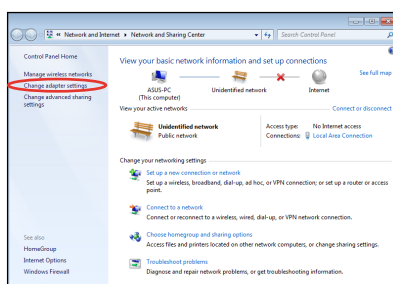 « Network and Internet ▸ Network and Sharing Center
Search Control Panel
Control Panel Home
Manage wireless networks
Change adapter settings
Change advanced sharing
settings
See also
HomeGroup
Internet Options
Windows Firewall
View your basic network information and set up connections
See full map
ASUS-PC
(This computer)
Unidentified network
Internet
View your active networks
Connect or disconnect
Unidentified network
Public network
Access type: No Internet access
Connections: Local Area Connection
Change your networking settings
Set up a new connection or network
Set up a wireless, broadband, dial-up, ad hoc, or VPN connection; or set up a router or access
point.
Connect to a network
Connect or reconnect to a wireless, wired, dial-up, or VPN network connection.
Choose homegroup and sharing options
Access files and printers located on other network computers, or change sharing settings.
Troubleshoot problems
Diagnose and repair network problems, or get troubleshooting information.